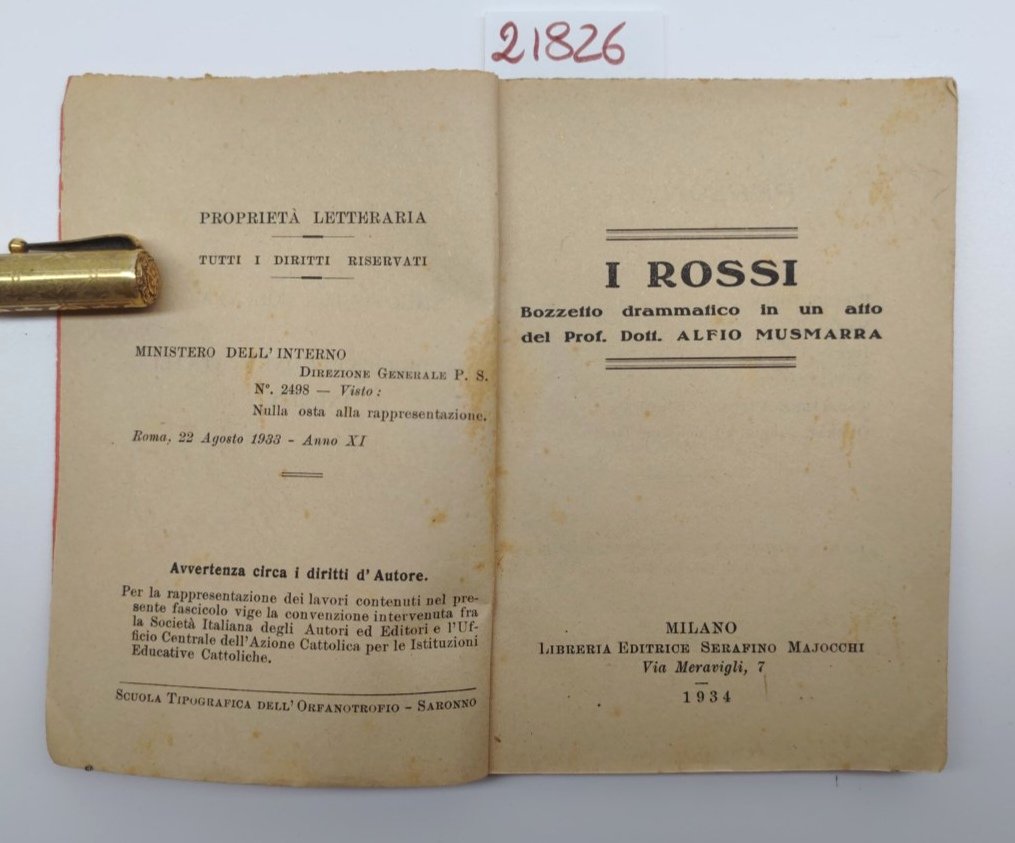 21826
PROPRIETÀ LETTERARIA
TUTTI I DIRITTI RISERVATI
MINISTERO DELL'INTERNO
DIREZIONE GENERALE P. S.
N°. 2498 — Visto :
Nulla osta alla rappresentazione.
Roma, 22 Agosto 1933 - Anno XI
Avvertenza circa i diritti d'Autore.
Per la rappresentazione dei lavori contenuti nel pre-
sente fascicolo vige la convenzione intervenuta fra
la Società Italiana degli Autori ed Editori e l'Uf-
ficio Centrale dell'Azione Cattolica per le Istituzioni
Educative Cattoliche.
SCUOLA TIPOGRAFICA DELL'ORFANOTROFIO - SARONNO
I ROSSI
Bozzetto drammatico in un atto
del Prof. Dott. ALFIO MUSMARRA
MILANO
LIBRERIA EDITRICE SERAFINO MAJOCCHI
Via Meravigli, 7
1934